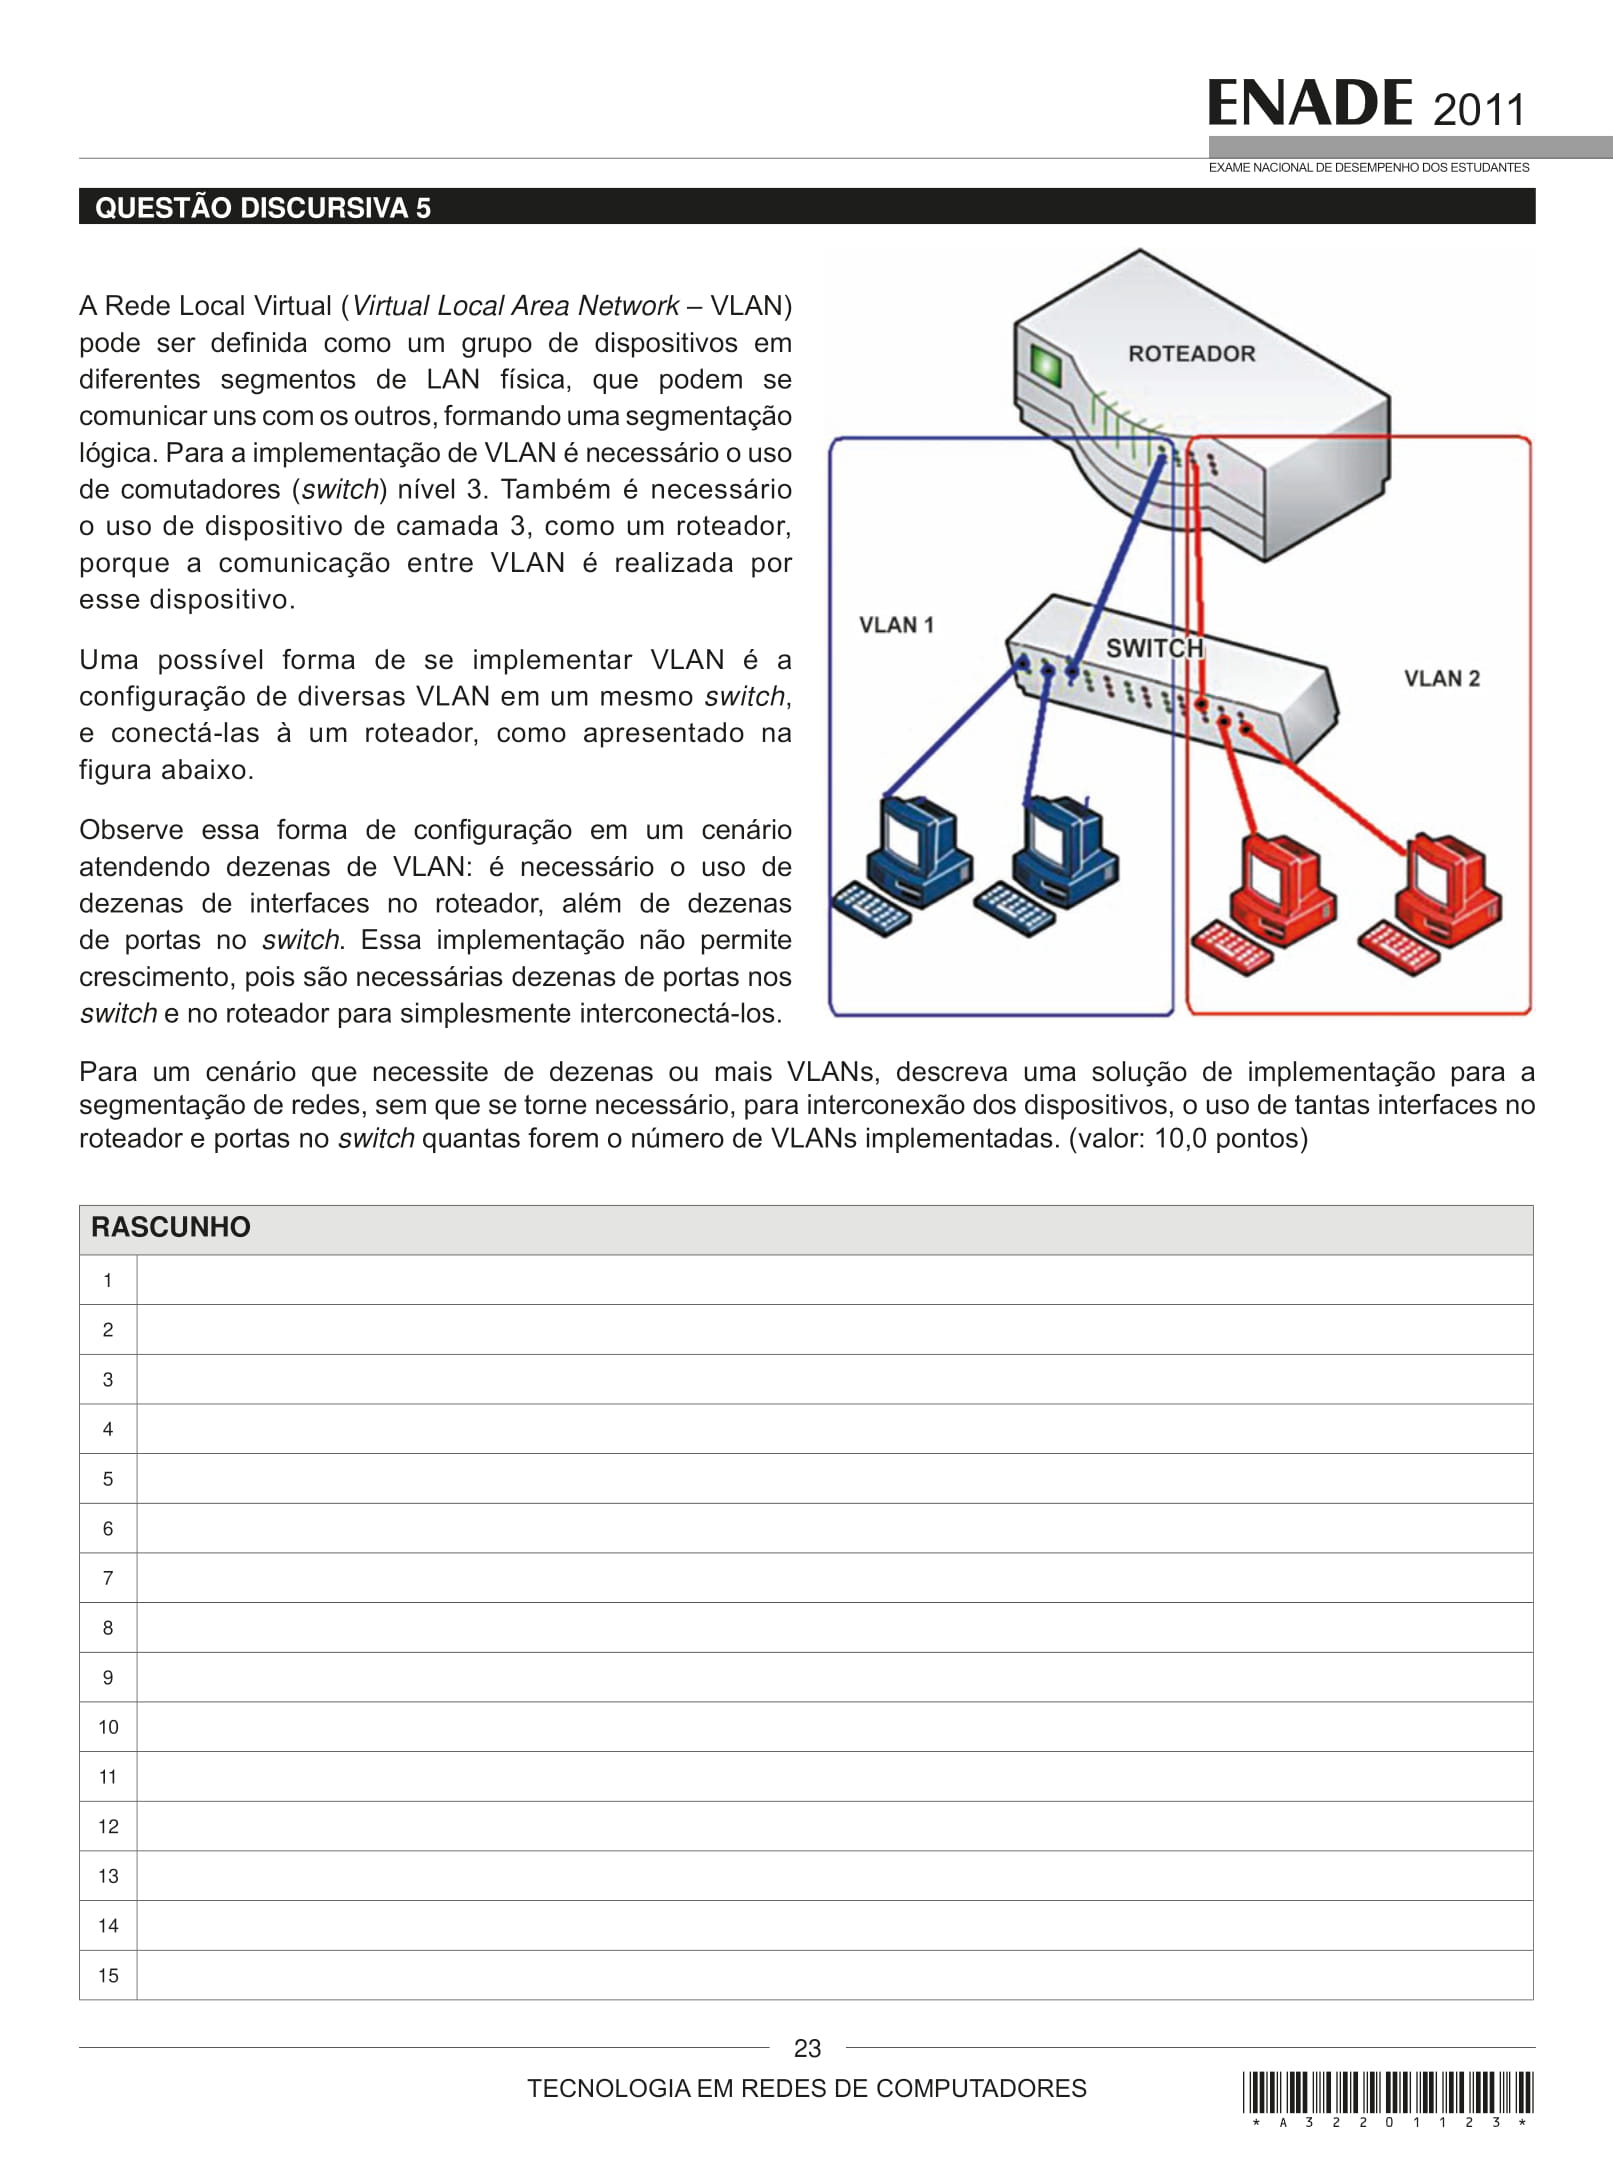 ENADE 2011
EXAME NACIONAL DE DESEMPENHO DOS ESTUDANTES
QUESTÃO DISCURSIVA 5
A Rede Local Virtual (Virtual Local Area Network – VLAN)
pode ser definida como um grupo de dispositivos em
diferentes segmentos de LAN física, que podem se
comunicar uns com os outros, formando uma segmentação
lógica. Para a implementação de VLAN é necessário o uso
de comutadores (switch) nível 3. Também é necessário
o uso de dispositivo de camada 3, como um roteador,
porque a comunicação entre VLAN é realizada por
esse dispositivo.
Uma possível forma de se implementar VLAN é a
configuração de diversas VLAN em um mesmo switch,
e conectá-las à um roteador, como apresentado na
figura abaixo.
Observe essa forma de configuração em um cenário
atendendo dezenas de VLAN: é necessário o uso de
dezenas de interfaces no roteador, além de dezenas
de portas no switch. Essa implementação não permite
crescimento, pois são necessárias dezenas de portas nos
switch e no roteador para simplesmente interconectá-los.
ROTEADOR
VLAN 1
SWITCH
VLAN 2
Para um cenário que necessite de dezenas ou mais VLANs, descreva uma solução de implementação para a
segmentação de redes, sem que se torne necessário, para interconexão dos dispositivos, o uso de tantas interfaces no
roteador e portas no switch quantas forem o número de VLANs implementadas. (valor: 10,0 pontos)
RASCUNHO
1
2
3
4
5
6
7
8
9
10
11
12
13
14
15
23
TECNOLOGIA EM REDES DE COMPUTADORES
* A 3 2 2 0 1 1 2 3 *